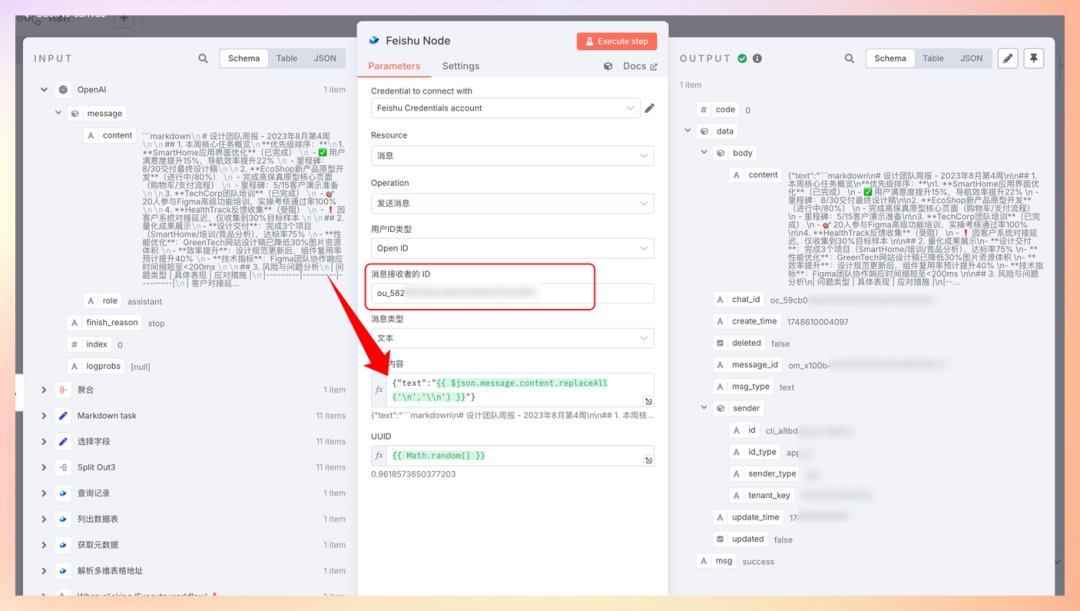 INPUT
Schema
Table
JSON
OpenAI
1 item
message
A content
```markdown\n # 设计团队周报 - 2023年8月第4周
\n \n ## 1. 本周核心任务概览 \n **优先级排序: **\n 1.
**SmartHome应用界面优化** (已完成) \n - ✅ 用户
满意度提升15%, 导航效率提升22% \n - 里程碑:
8/30交付最终设计稿\n \n 2. **EcoShop新产品原型开
发** (进行中/80%) \n - 完成高保真原型核心页面
(购物车/支付流程) \n - 里程碑: 5/15客户演示准备
\n \n 3. **TechCorp团队培训** (已完成) \n - 🎯
20人参与Figma高级功能培训, 实操考核通过率100%
\n \n 4. **HealthTrack反馈收集** (受阻) \n - ❗ 因
客户系统对接延迟, 仅收集到30%目标样本 \n \n ## 2.
量化成果展示\n - **设计交付**: 完成3个项目
(SmartHome/培训/竞品分析), 达标率75% \n - **性
能优化**: GreenTech网站设计稿已降低30%图片资源体
积 \n - **效率提升**: 设计规范更新后, 组件复用率
预计提升40% \n - **技术指标**: Figma团队协作响应
时间缩短至<200ms \n \n ## 3. 风险与问题分析\n | 问
题类型 | 具体表现 | 应对措施 |\n |---------|---------|---
------|\n | 客户对接延...
A role
assistant
A finish_reason
stop
# index
0
A logprobs
[null]
聚合
1 item
Markdown task
11 items
选择字段
11 items
Split Out3
11 items
查询记录
1 item
列出数据表
1 item
获取元数据
1 item
解析多维表格地址
1 item
When clicking 'Execute workflow'
1 item
Feishu Node
Execute step
Parameters
Settings
Docs
Credential to connect with
Feishu Credentials account
Resource
消息
Operation
发送消息
用户ID类型
Open ID
消息接收者的 ID
ou_582
消息类型
文本
内容
fx
{"text":"{{ $json.message.content.replaceAll
('\n','\\n') }}"}
{"text":"```markdown\n# 设计团队周报 - 2023年8月第4周\n\n## 1. 本周核...
UUID
fx
{{ Math.random() }}
0.9618573650377203
OUTPUT
Schema
Table
JSON
1 item
# code
0
data
body
A content
{"text":"```markdown\n# 设计团队周报 - 2023年8月第4周\n\n## 1.
本周核心任务概览\n**优先级排序: **\n1. **SmartHome应用界面优
化** (已完成) \n - ✅ 用户满意度提升15%, 导航效率提升22% \n
- 里程碑: 8/30交付最终设计稿\n\n2. **EcoShop新产品原型开发**
(进行中/80%) \n - 完成高保真原型核心页面 (购物车/支付流程)
\n - 里程碑: 5/15客户演示准备\n\n3. **TechCorp团队培训** (已完
成) \n - 🎯 20人参与Figma高级功能培训, 实操考核通过率100%
\n\n4. **HealthTrack反馈收集** (受阻) \n - ❗ 因客户系统对接延
迟, 仅收集到30%目标样本 \n\n## 2. 量化成果展示\n- **设计交付**:
完成3个项目 (SmartHome/培训/竞品分析), 达标率75% \n- **性能优
化**: GreenTech网站设计稿已降低30%图片资源体积 \n- **效率提
升**: 设计规范更新后, 组件复用率预计提升40% \n- **技术指
标**: Figma团队协作响应时间缩短至<200ms \n\n## 3. 风险与问题
分析\n| 问题类型 | 具体表现 | 应对措施 |\n|--...
A chat_id
oc_59cb0
A create_time
1748610004097
deleted
false
A message_id
om_x100b4
A msg_type
text
sender
A id
cli_a8bd
A id_type
A sender_type
A tenant_key
A update_time
17
updated
false
A msg
success